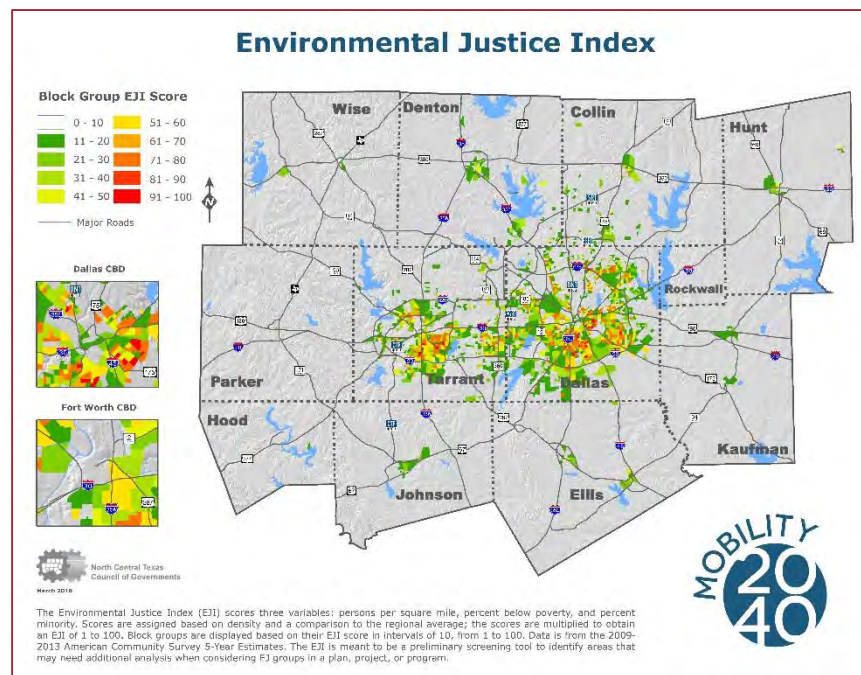 Environmental Justice Index
Block Group EJI Score
0 - 10
11 - 20
21 - 30
31 - 40
41 - 50
51 - 60
61 - 70
71 - 80
81 - 90
91 - 100
Major Roads
N
Dallas CBD
Fort Worth CBD
Wise
Denton
Collin
Hunt
Parker
Tarrant
Dallas
Rockwall
Hood
Johnson
Ellis
Kaufman
North Central Texas
Council of Governments
March 2016
MOBILITY
20
40
The Environmental Justice Index (EJI) scores three variables: persons per square mile, percent below poverty, and percent
minority. Scores are assigned based on density and a comparison to the regional average; the scores are multiplied to obtain
an EJI of 1 to 100. Block groups are displayed based on their EJI score in intervals of 10, from 1 to 100. Data is from the 2009-
2013 American Community Survey 5-Year Estimates. The EJI is meant to be a preliminary screening tool to identify areas that
may need additional analysis when considering EJ groups in a plan, project, or program.